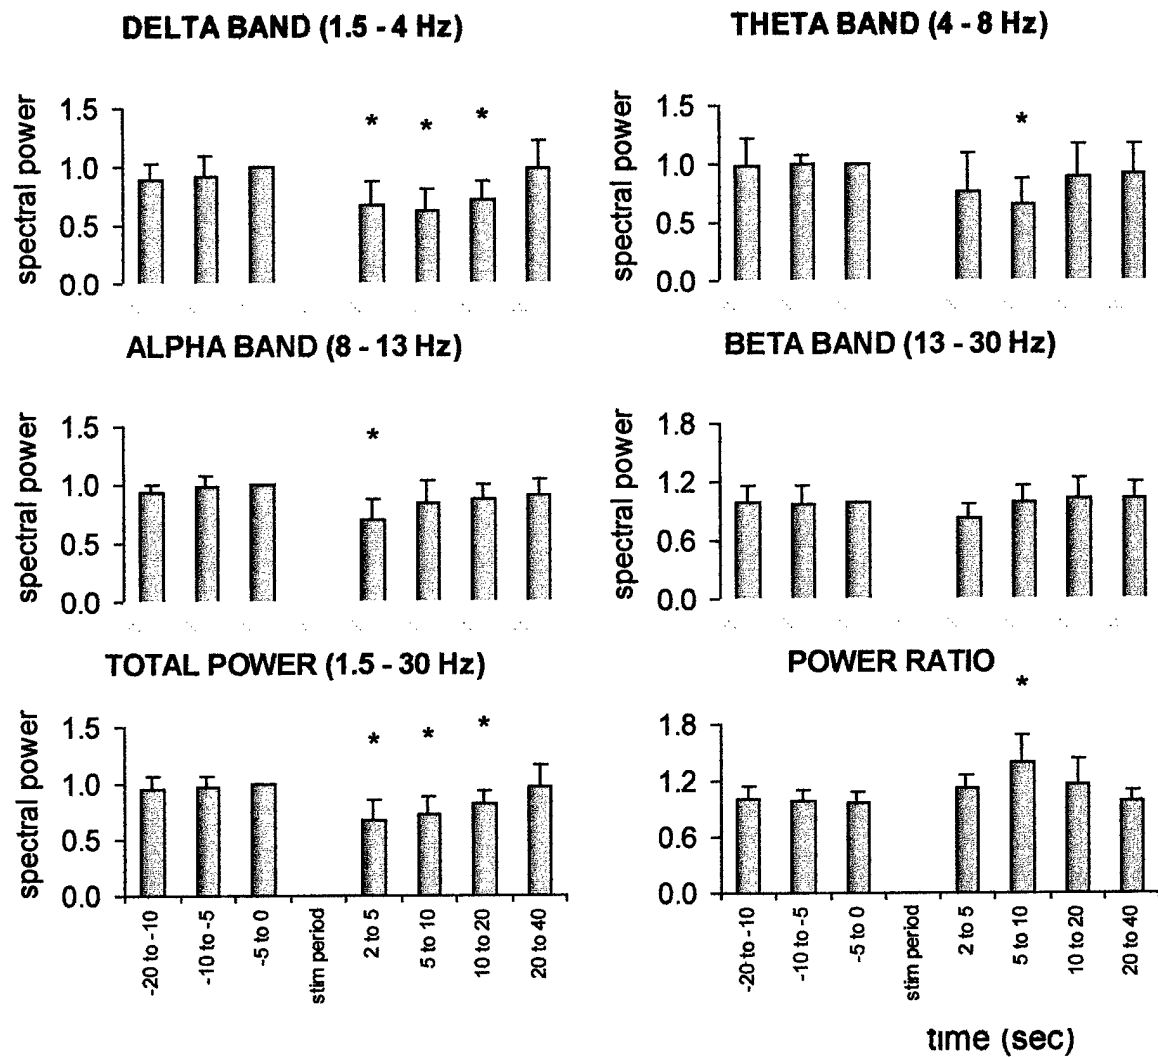 DELTA BAND (1.5 - 4 Hz)
spectral power
1.5
1.0
0.5
0.0
* * *
THETA BAND (4 - 8 Hz)
spectral power
1.5
1.0
0.5
0.0
*
ALPHA BAND (8 - 13 Hz)
spectral power
1.5
1.0
0.5
0.0
*
BETA BAND (13 - 30 Hz)
spectral power
1.8
1.2
0.6
0.0
TOTAL POWER (1.5 - 30 Hz)
spectral power
1.5
1.0
0.5
0.0
* * *
-20 to -10
-10 to -5
-5 to 0
stim period
2 to 5
5 to 10
10 to 20
20 to 40
POWER RATIO
*
1.8
1.2
0.6
0.0
-20 to -10
-10 to -5
-5 to 0
stim period
2 to 5
5 to 10
10 to 20
20 to 40
time (sec)